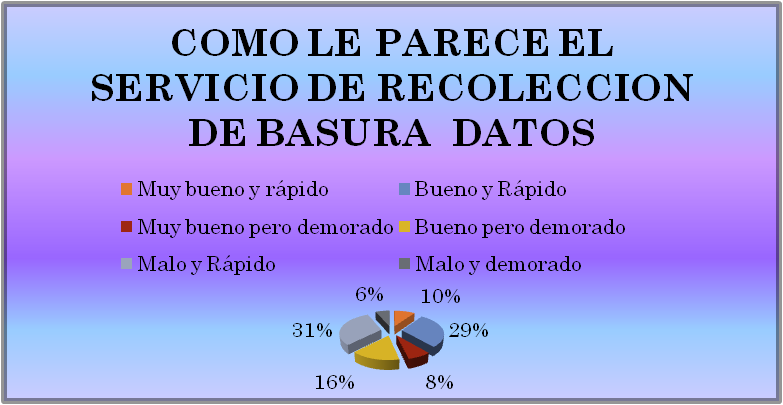 COMO LE PARECE EL
SERVICIO DE RECOLECCION
DE BASURA DATOS
Muy bueno y rápido
Bueno y Rápido
Muy bueno pero demorado
Bueno pero demorado
Malo y Rápido
Malo y demorado
6%
10%
31%
29%
16%
8%